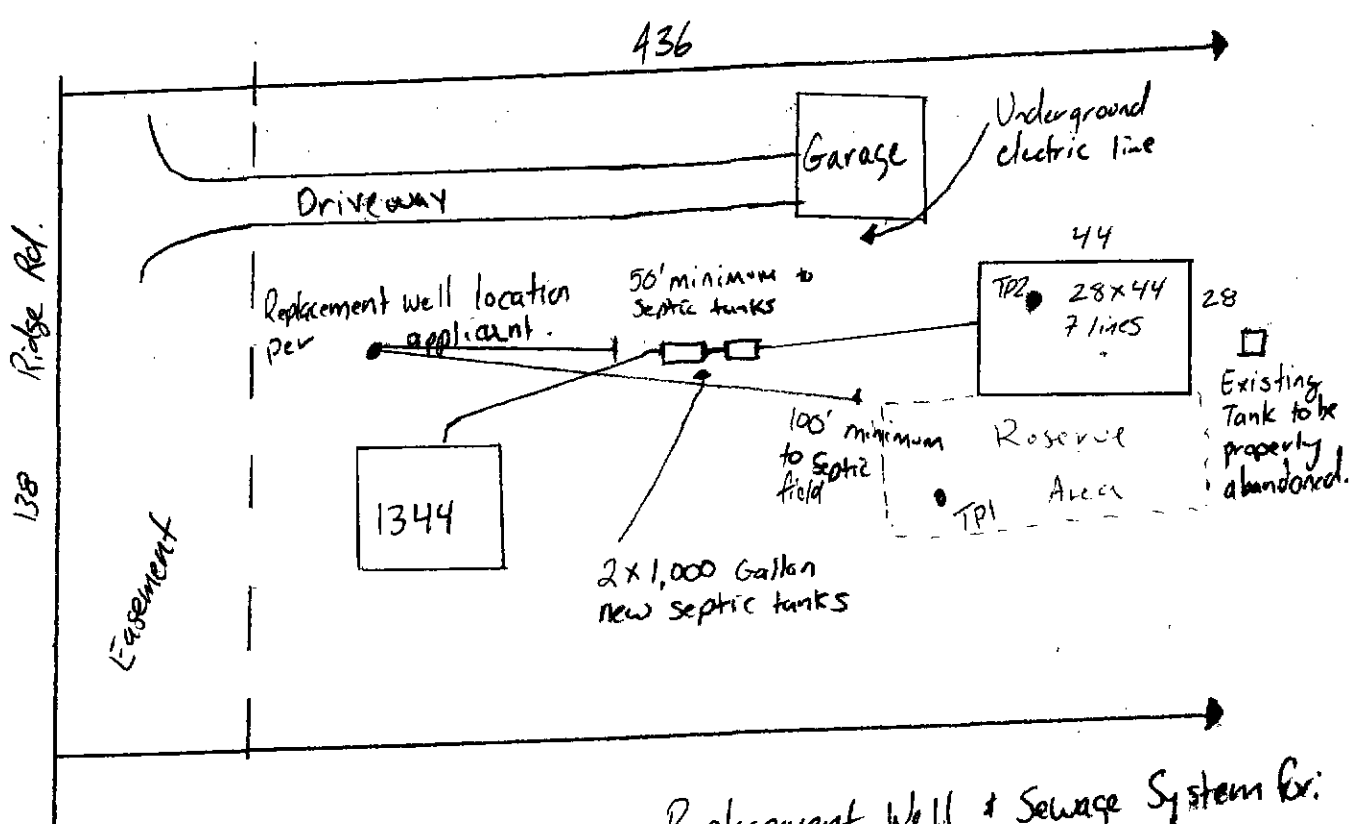 436
Garage
Underground
electric line
Driveway
Ridge Rd.
138
Replacement well location
per applicant.
50' minimum to
septic tanks
44
TP2
28x44
7 lines
28
Existing
Tank to be
properly
abandoned.
100' minimum
to septic
field
Reserve
Area
TP1
1344
2x1,000 Gallon
new septic tanks
Easement
Replacement Well & Sewage System for: